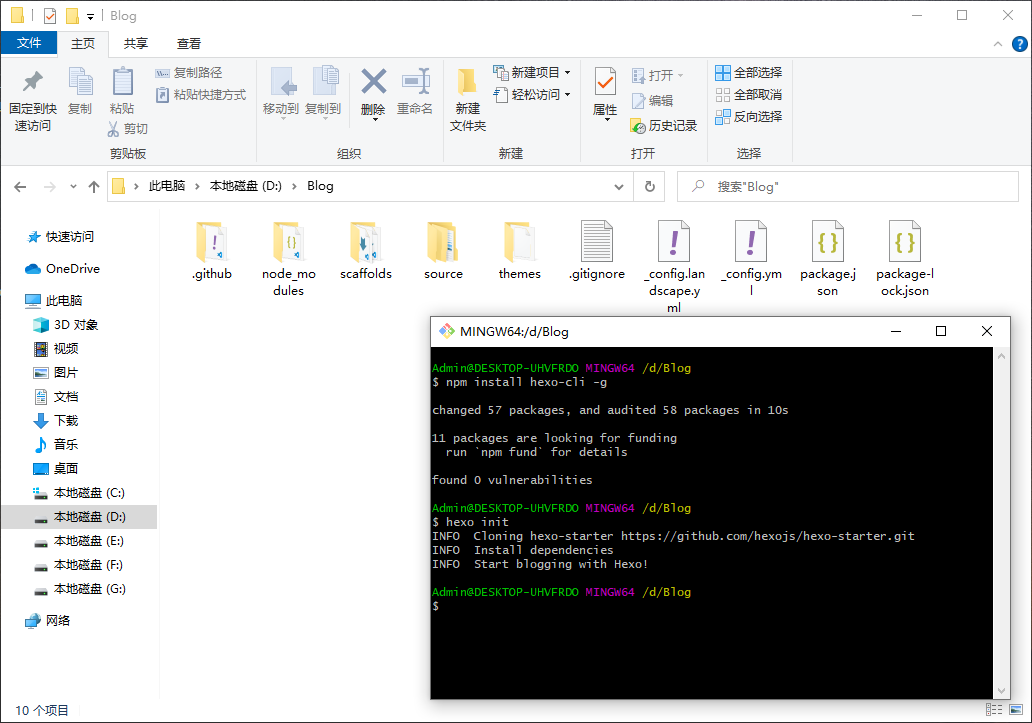 Blog
文件 主页 共享 查看
固定到快速访问
复制
粘贴
复制路径
粘贴快捷方式
剪切
剪贴板
移动到
复制到
删除
重命名
组织
新建
文件夹
新建项目
轻松访问
新建
属性
打开
编辑
历史记录
打开
全部选择
全部取消
反向选择
选择
此电脑 本地磁盘 (D:) Blog
搜索"Blog"
快速访问
OneDrive
此电脑
3D 对象
视频
图片
文档
下载
音乐
桌面
本地磁盘 (C:)
本地磁盘 (D:)
本地磁盘 (E:)
本地磁盘 (F:)
本地磁盘 (G:)
网络
.github
node_mo
dules
scaffolds
source
themes
.gitignore
_config.lan
dscape.y
ml
_config.ym
l
package.j
son
package-l
ock.json
MINGW64:/d/Blog
Admin@DESKTOP-UHVFRDO MINGW64 /d/Blog
$ npm install hexo-cli -g
changed 57 packages, and audited 58 packages in 10s
11 packages are looking for funding
run `npm fund` for details
found 0 vulnerabilities
Admin@DESKTOP-UHVFRDO MINGW64 /d/Blog
$ hexo init
INFO  Cloning hexo-starter https://github.com/hexojs/hexo-starter.git
INFO  Install dependencies
INFO  Start blogging with Hexo!
Admin@DESKTOP-UHVFRDO MINGW64 /d/Blog
$
10 个项目